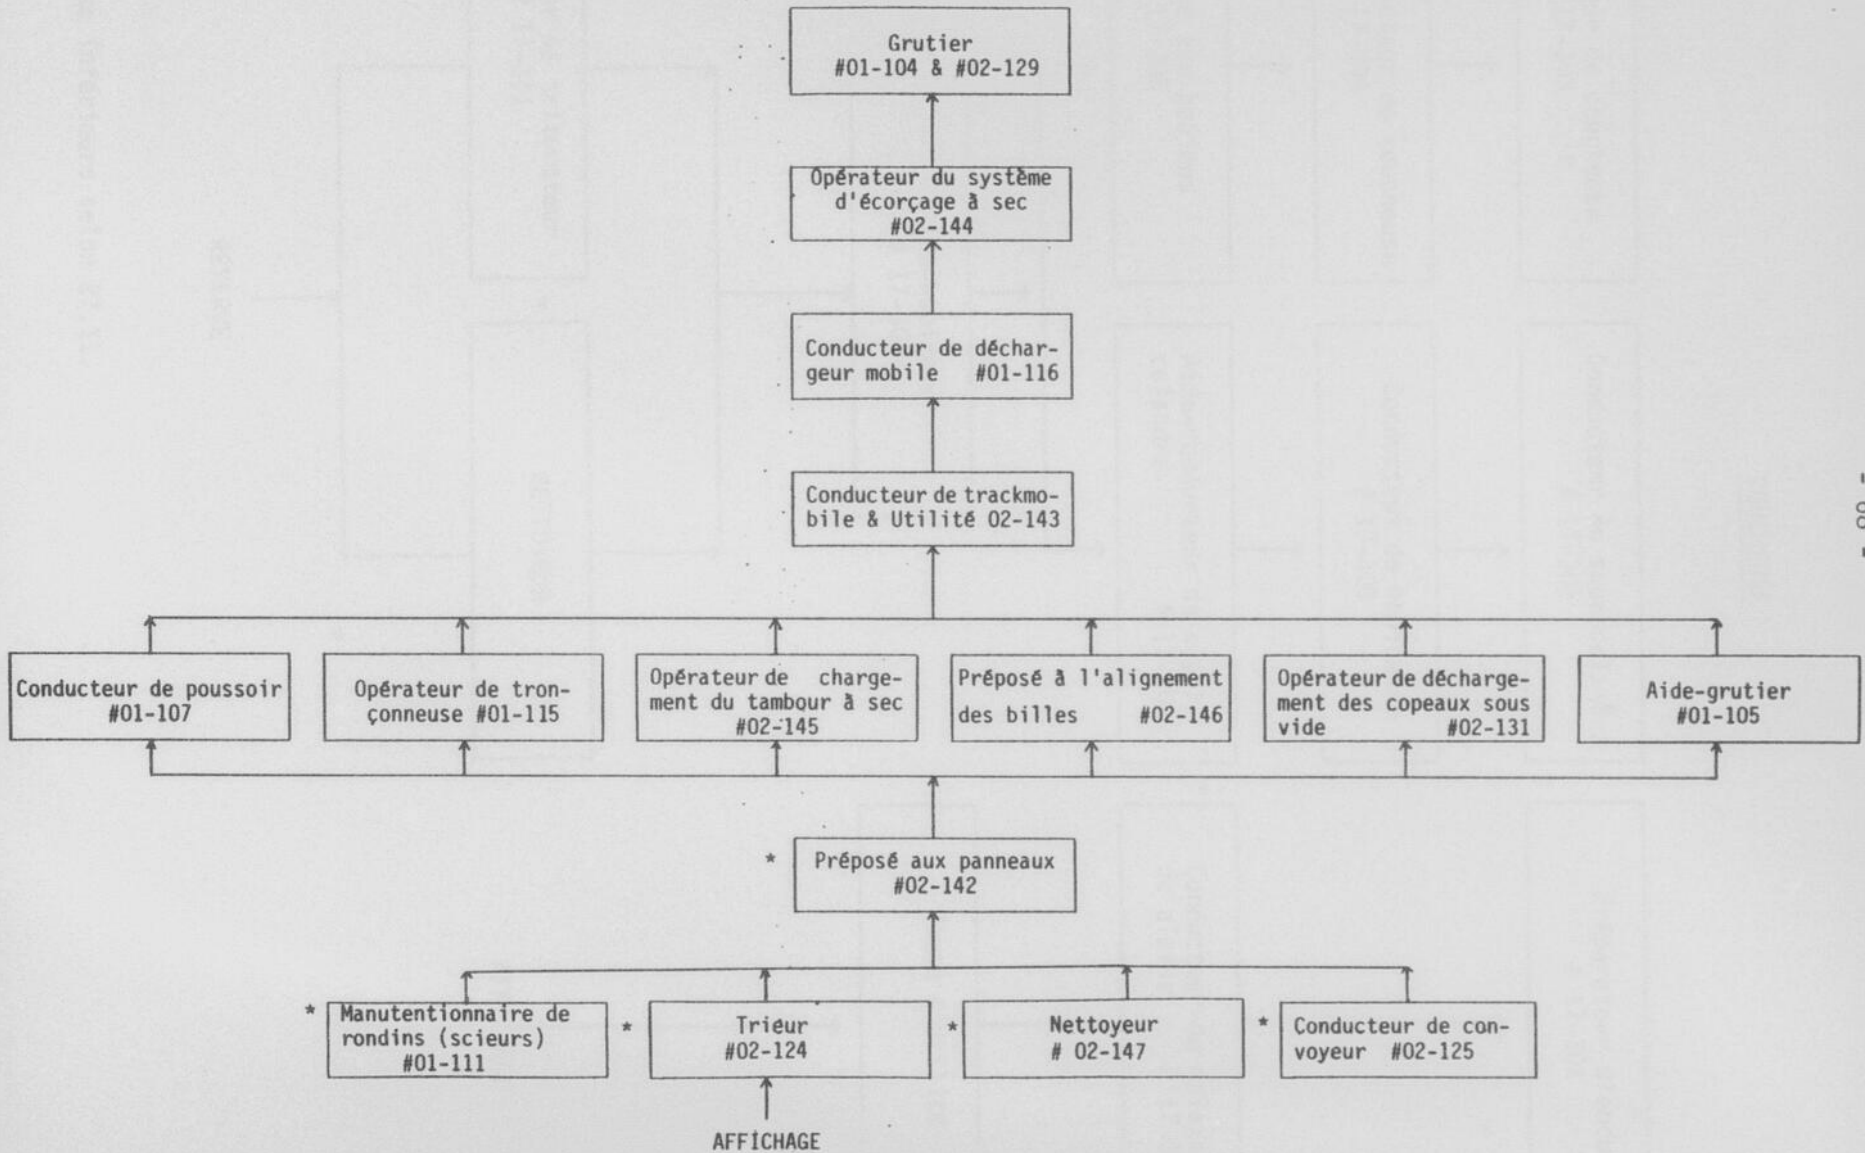 Grutier
#01-104 & #02-129
Opérateur du système
d'écorçage à sec
#02-144
Conducteur de déchar-
geur mobile #01-116
Conducteur de trackmo-
bile & Utilité 02-143
Conducteur de poussoir
#01-107
Opérateur de tron-
çonneuse #01-115
Opérateur de charge-
ment du tambour à sec
#02-145
Préposé à l'alignement
des billes #02-146
Opérateur de décharge-
ment des copeaux sous
vide #02-131
Aide-grutier
#01-105
* Préposé aux panneaux
#02-142
* Manutentionnaire de
rondins (scieurs)
#01-111
* Trieur
#02-124
* Nettoyeur
# 02-147
* Conducteur de con-
voyeur #02-125
AFFICHAGE